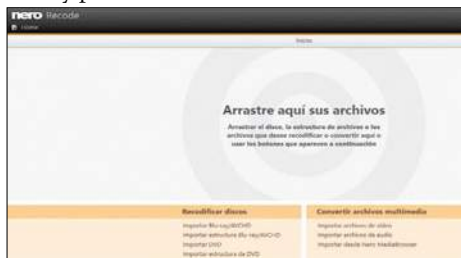 nero Recode
Home
Inicio
Arrastre aquí sus archivos
Arrastrar el disco, la estructura de archivos o los
archivos que desee recodificar o convertir aquí o
usar los botones que aparecen a continuación
Recodificar discos
Convertir archivos multimedia
Importar Blu-ray/AVCHD
Importar archivos de vídeo
Importar estructura Blu-ray/AVCHD
Importar archivos de audio
Importar DVD
Importar desde Nero MediaBrowser
Importar estructura de DVD